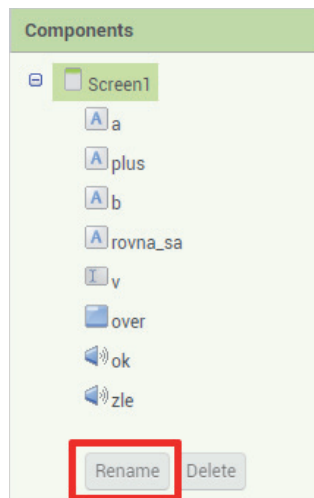 Components
Screen1
A a
A plus
A b
A rovna_sa
I v
over
ok
zle
Rename Delete